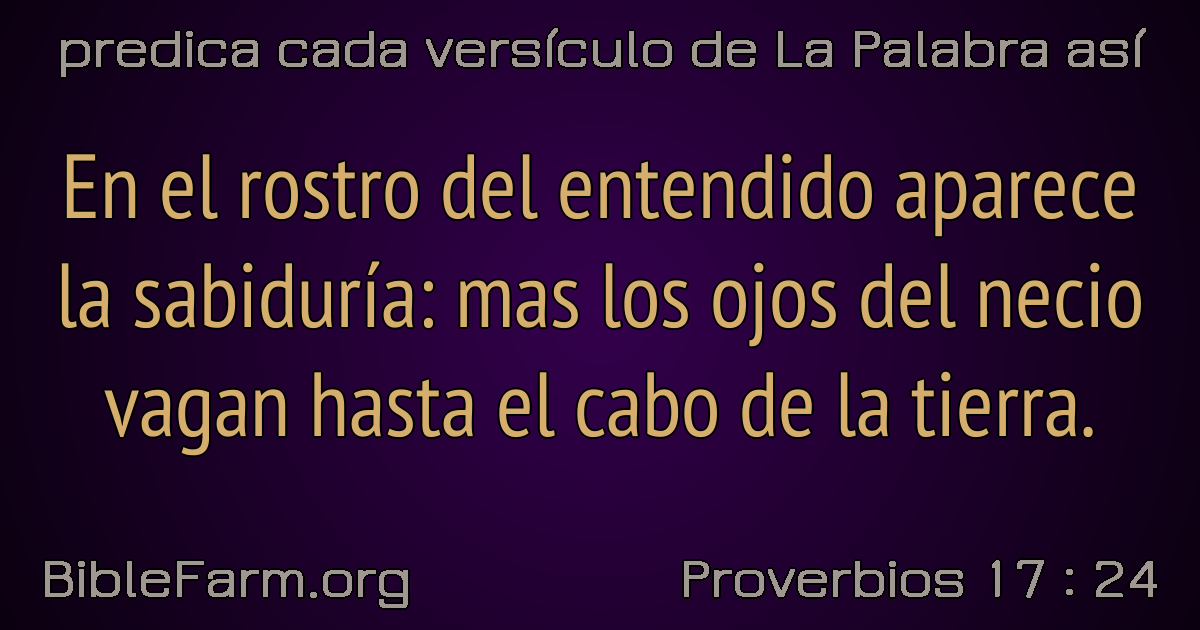 predica cada versículo de La Palabra así
En el rostro del entendido aparece
la sabiduría: mas los ojos del necio
vagan hasta el cabo de la tierra.
BibleFarm.org
Proverbios 17 : 24